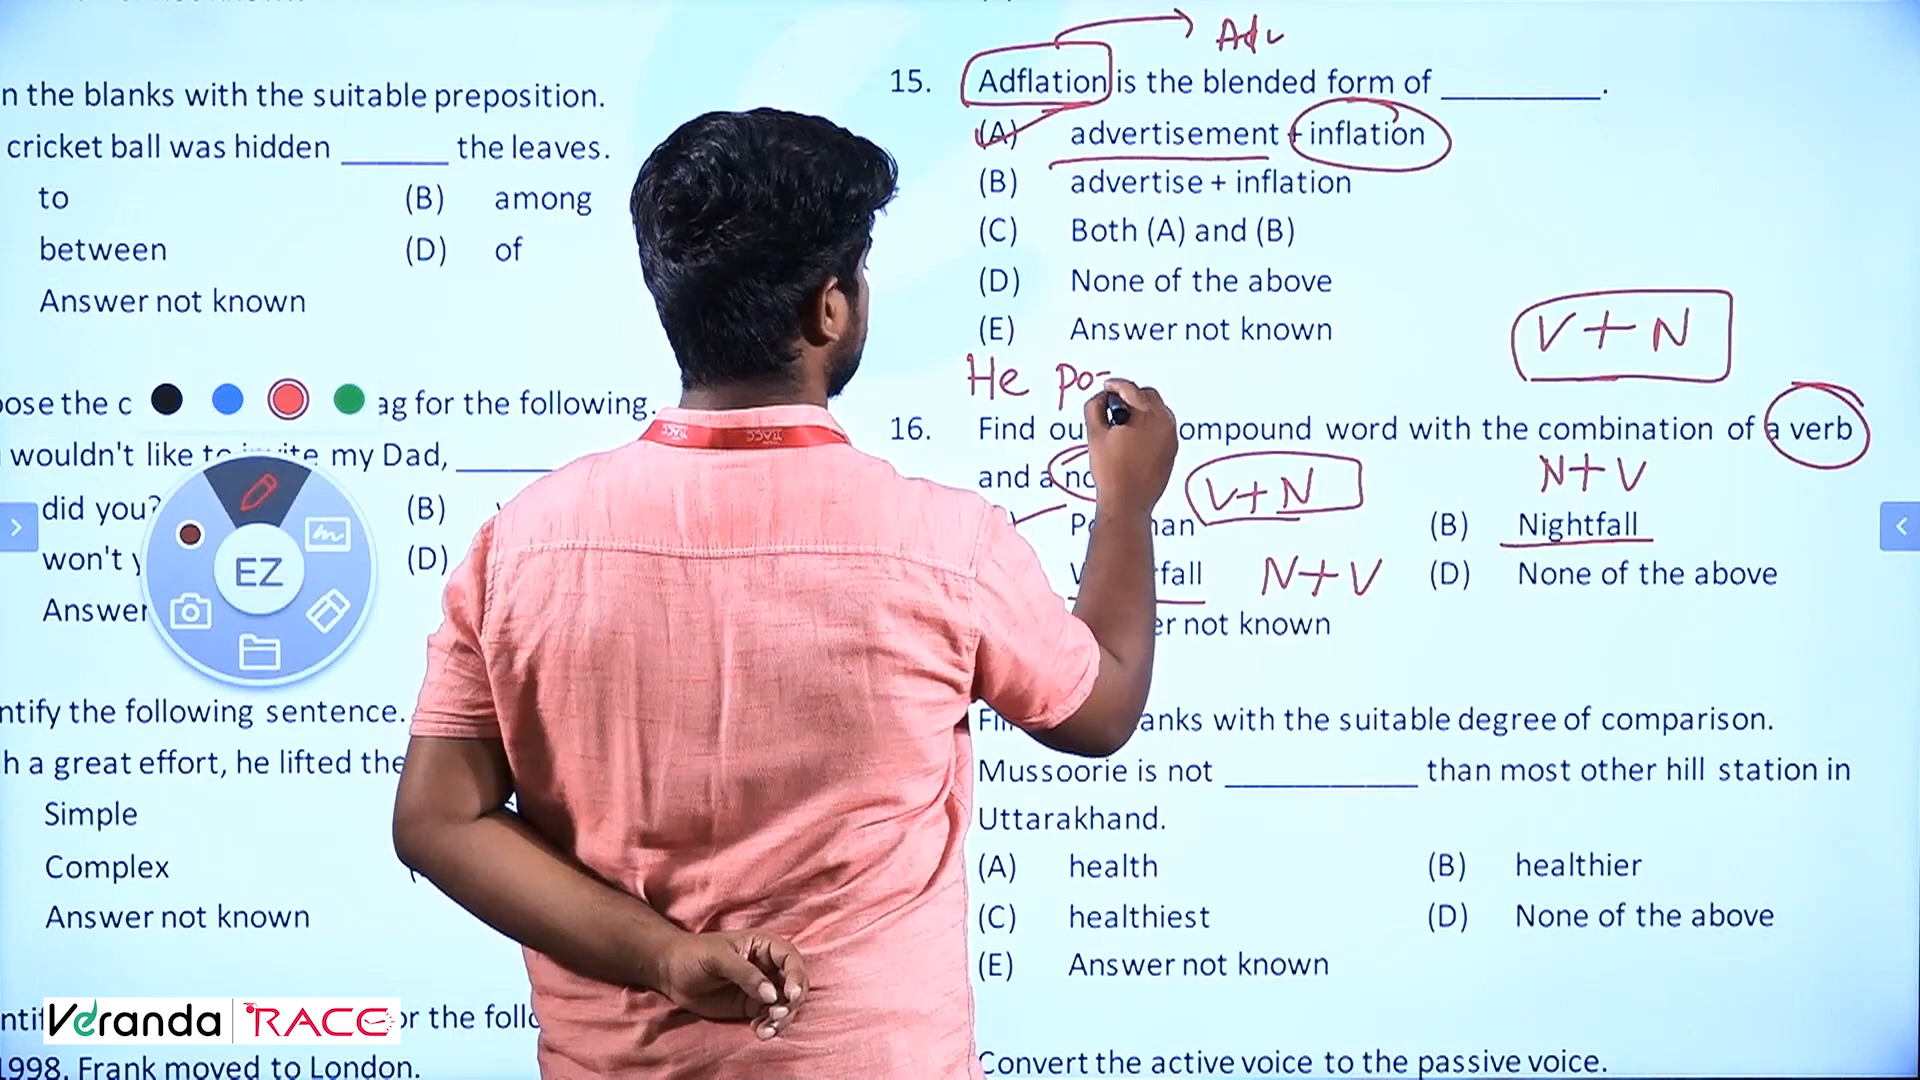 n the blanks with the suitable preposition.
cricket ball was hidden ______ the leaves.
to (B) among
between (D) of
Answer not known
ose the c ag for the following.
wouldn't like to invite my Dad, ______
did you? (B)
won't y (D)
Answer
EZ
ntify the following sentence.
h a great effort, he lifted the
Simple
Complex
Answer not known
or the follo
1998, Frank moved to London.
Veranda RACE
Adv
15. Adflation is the blended form of ______.
(A) advertisement + inflation
(B) advertise + inflation
(C) Both (A) and (B)
(D) None of the above
(E) Answer not known
V + N
He po
16. Find ou ompound word with the combination of a verb
and a no
V+N
N+V
an (B) Nightfall
fall N+V (D) None of the above
er not known
anks with the suitable degree of comparison.
Mussoorie is not ______ than most other hill station in
Uttarakhand.
(A) health (B) healthier
(C) healthiest (D) None of the above
(E) Answer not known
Convert the active voice to the passive voice.